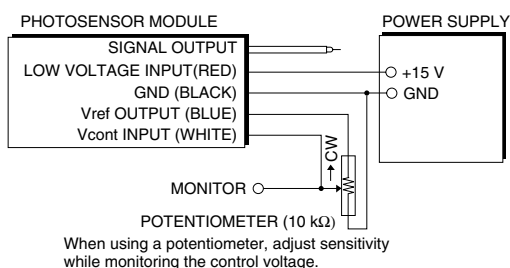 PHOTOSENSOR MODULE
POWER SUPPLY
SIGNAL OUTPUT
LOW VOLTAGE INPUT(RED)
+15 V
GND (BLACK)
GND
Vref OUTPUT (BLUE)
Vcont INPUT (WHITE)
CW
MONITOR
POTENTIOMETER (10 kΩ)
When using a potentiometer, adjust sensitivity
while monitoring the control voltage.